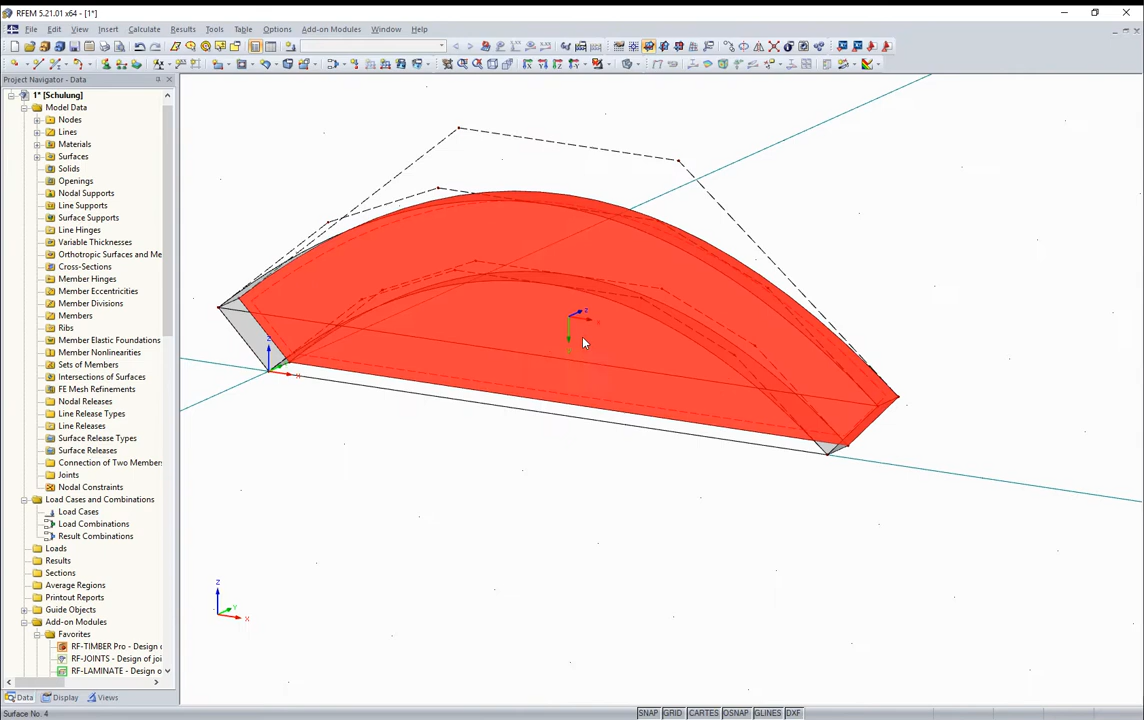 RFEM 5.21.01 x64 - [1*]
File Edit View Insert Calculate Results Tools Table Options Add-on Modules Window Help
Project Navigator - Data
1* [Schulung]
Model Data
Nodes
Lines
Materials
Surfaces
Solids
Openings
Nodal Supports
Line Supports
Surface Supports
Line Hinges
Variable Thicknesses
Orthotropic Surfaces and Me
Cross-Sections
Member Hinges
Member Eccentricities
Member Divisions
Members
Ribs
Member Elastic Foundations
Member Nonlinearities
Sets of Members
Intersections of Surfaces
FE Mesh Refinements
Nodal Releases
Line Release Types
Line Releases
Surface Release Types
Surface Releases
Connection of Two Members
Joints
Nodal Constraints
Load Cases and Combinations
Load Cases
Load Combinations
Result Combinations
Loads
Results
Sections
Average Regions
Printout Reports
Guide Objects
Add-on Modules
Favorites
RF-TIMBER Pro - Design o
RF-JOINTS - Design of joi
RF-LAMINATE - Design o
Data Display Views
Surface No. 4
SNAP GRID CARTES OSNAP GLINES DXF
Z
X
Z
Y
X